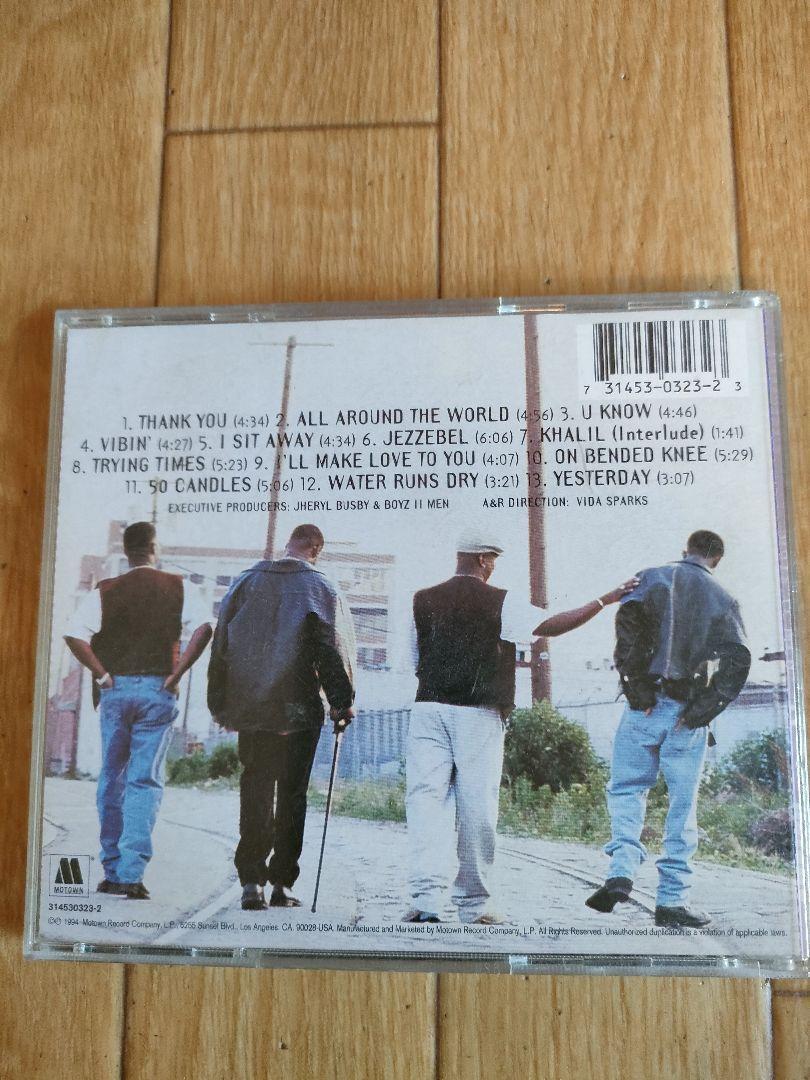 7 31453-0323-2 3
1. THANK YOU (4:34) 2. ALL AROUND THE WORLD (4:56) 3. U KNOW (4:46)
4. VIBIN' (4:27) 5. I SIT AWAY (4:34) 6. JEZZEBEL (6:06) 7. KHALIL (Interlude) (1:41)
8. TRYING TIMES (5:23) 9. I'LL MAKE LOVE TO YOU (4:07) 10. ON BENDED KNEE (5:29)
11. 50 CANDLES (5:06) 12. WATER RUNS DRY (3:21) 13. YESTERDAY (3:07)
EXECUTIVE PRODUCERS: JHERYL BUSBY & BOYZ II MEN A&R DIRECTION: VIDA SPARKS
M
MOTOWN
314530323-2
©℗ 1994 Motown Record Company, L.P., 5255 Sunset Blvd., Los Angeles. CA. 90028-USA. Manufactured and Marketed by Motown Record Company, L.P. All Rights Reserved. Unauthorized duplication is a violation of applicable laws.